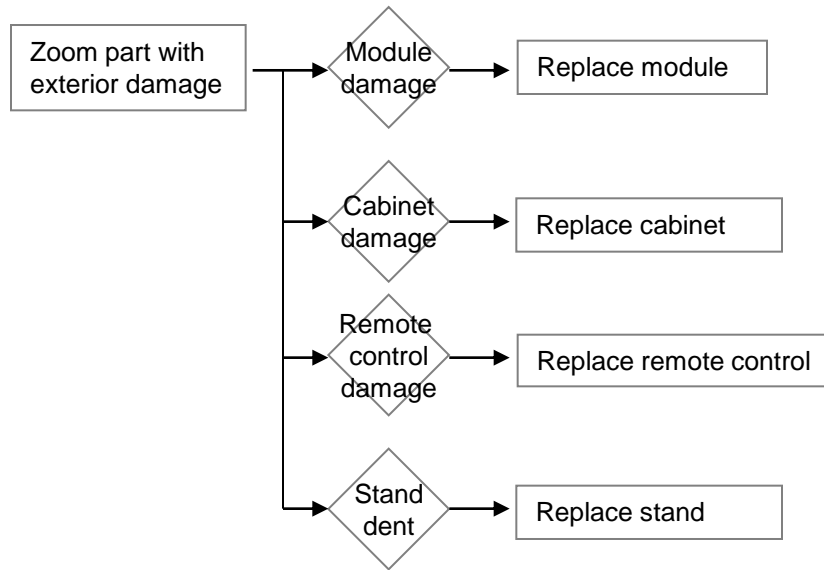 Zoom part with
exterior damage
Module
damage
Replace module
Cabinet
damage
Replace cabinet
Remote
control
damage
Replace remote control
Stand
dent
Replace stand